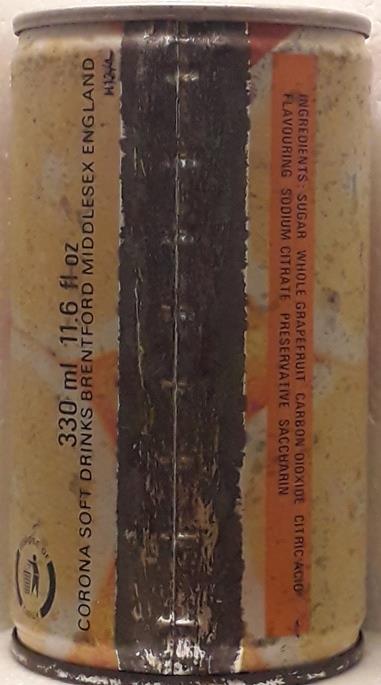 330 ml 11.6 fl oz
CORONA SOFT DRINKS BRENTFORD MIDDLESEX ENGLAND
INGREDIENTS: SUGAR WHOLE GRAPEFRUIT CARBON DIOXIDE CITRIC ACID
FLAVOURING SODIUM CITRATE PRESERVATIVE SACCHARIN